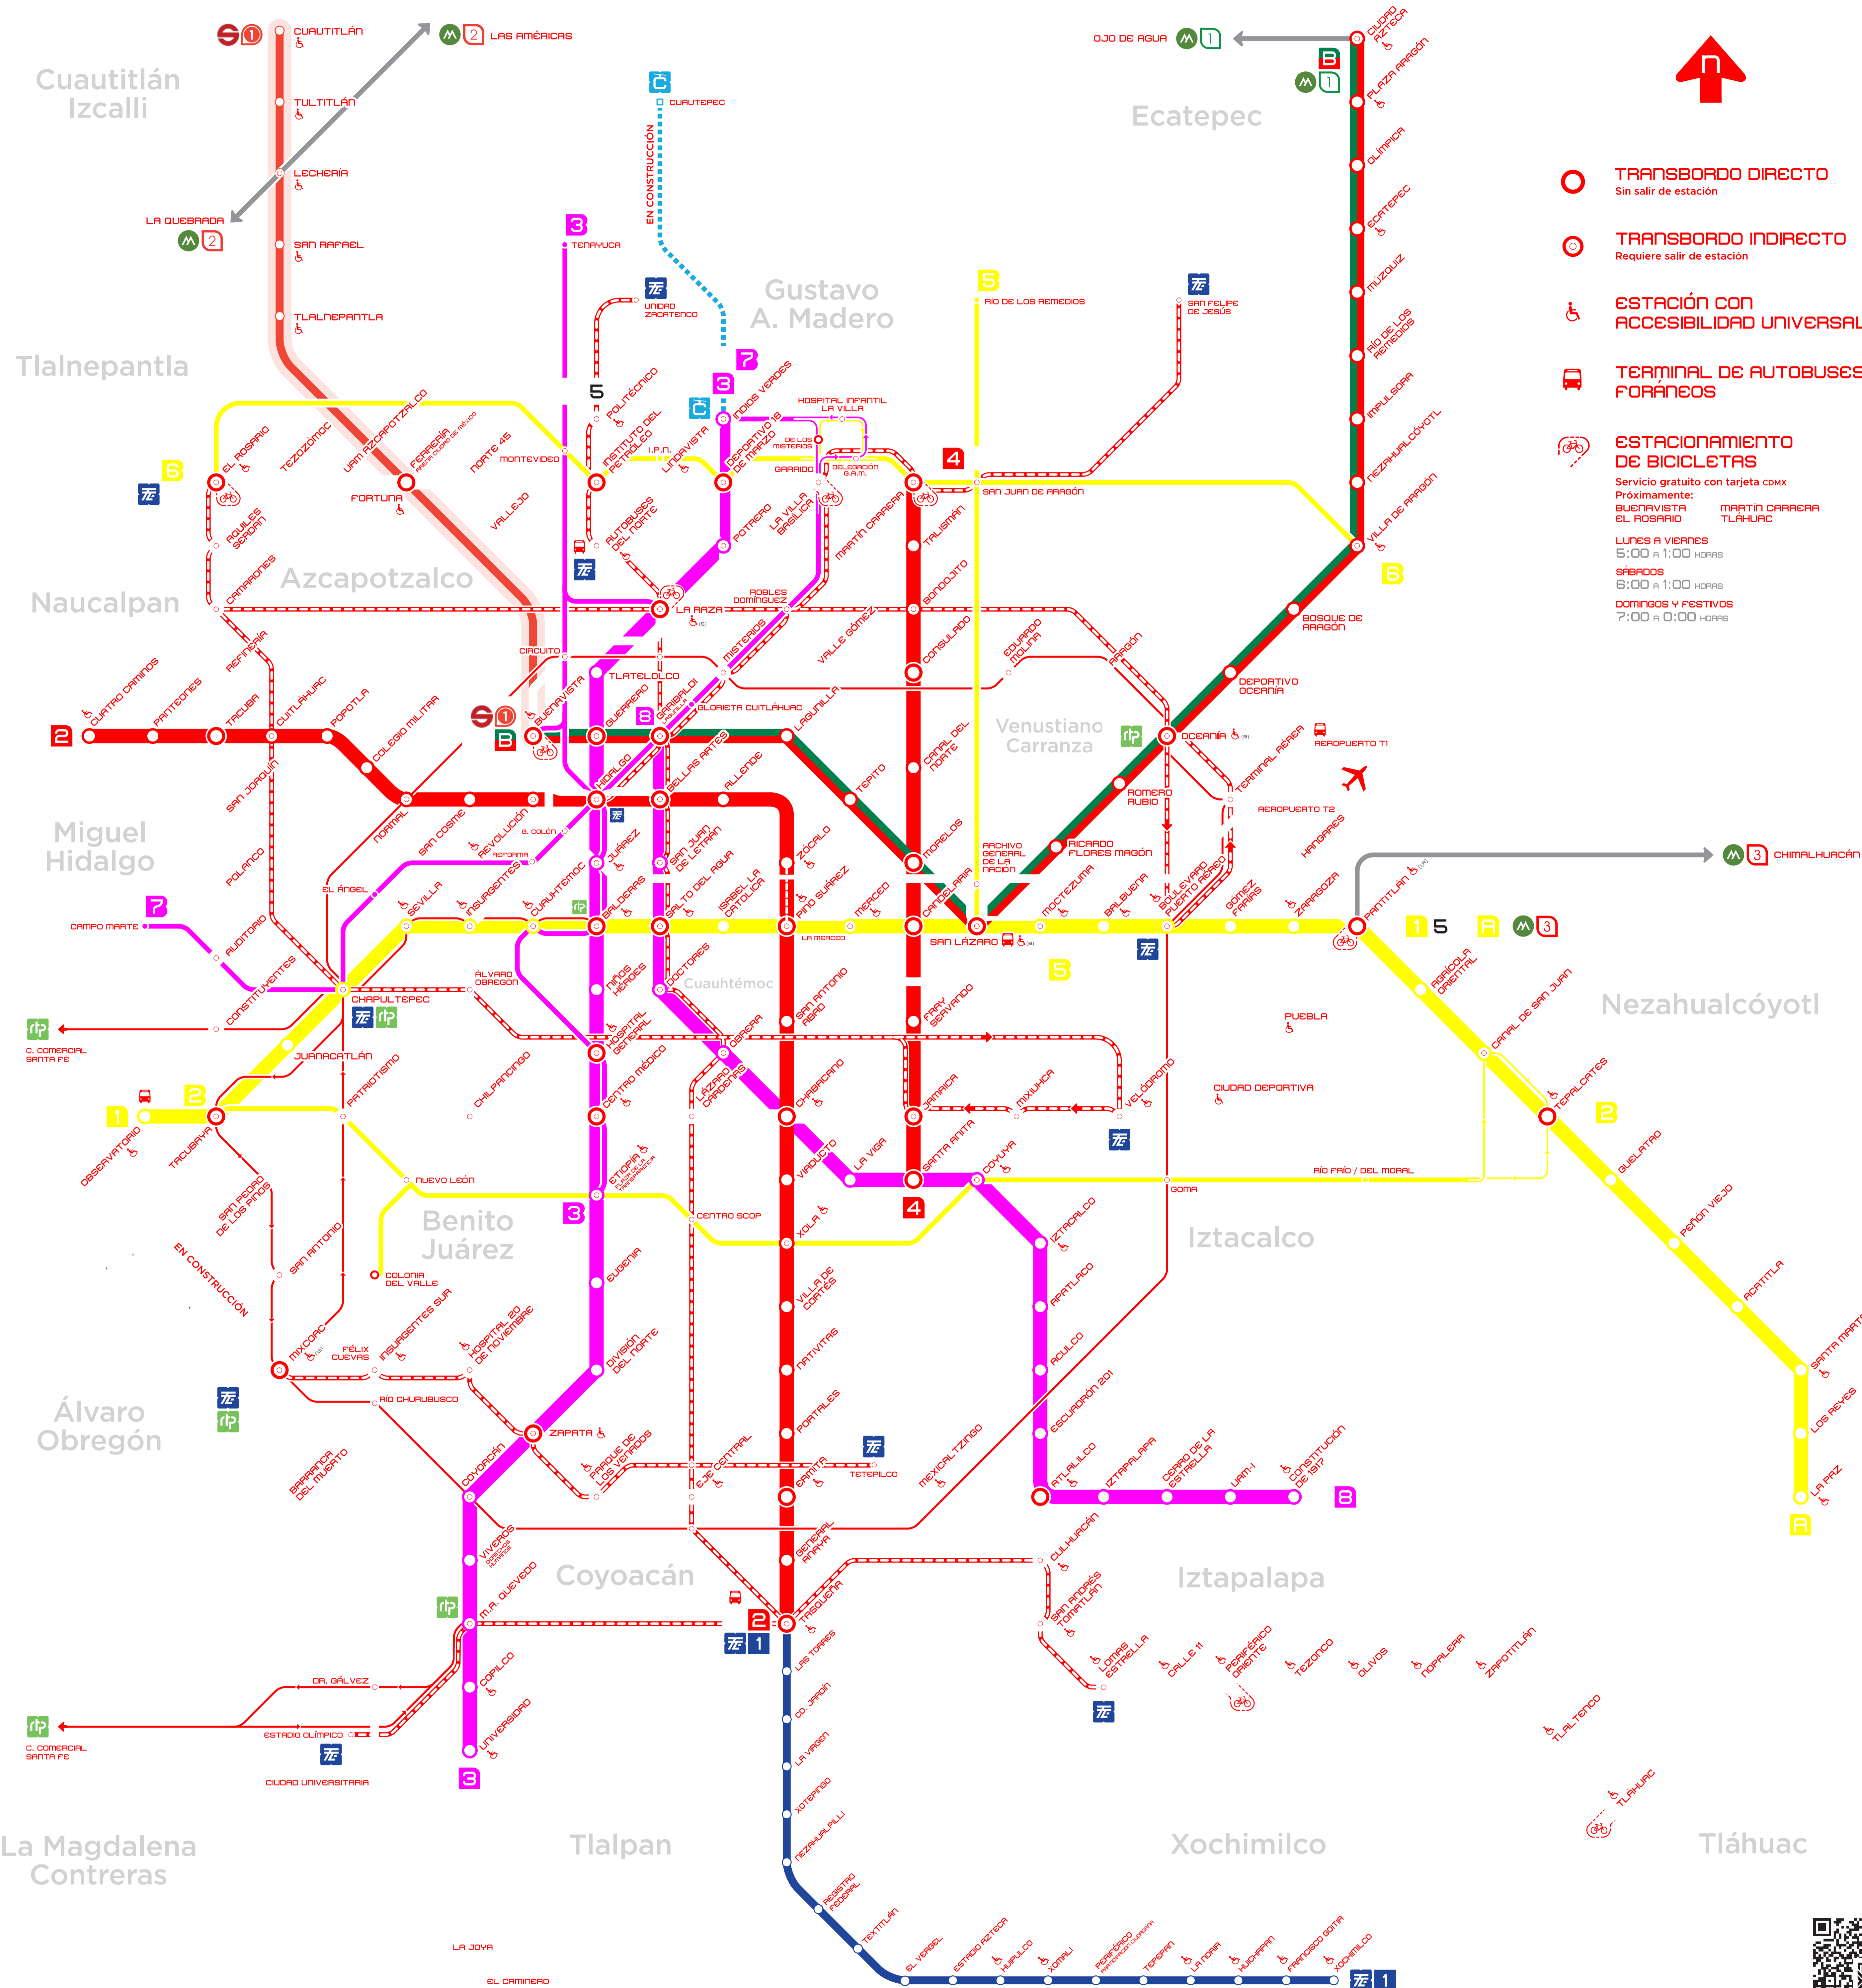 CUAUTITLÁN
LAS AMÉRICAS
OJO DE AGUA
CIUDAD
AZTECA
Cuautitlán
Izcalli
TULTITLÁN
CUAUTEPEC
PLAZA ARAGÓN
Ecatepec
EN CONSTRUCCIÓN
OLÍMPICA
LECHERÍA
LA QUEBRADA
SAN RAFAEL
TENAYUCA
ECATEPEC
MÚZQUIZ
TRANSBORDO DIRECTO
Sin salir de estación
TRANSBORDO INDIRECTO
Requiere salir de estación
ESTACIÓN CON
ACCESIBILIDAD UNIVERSAL
TERMINAL DE AUTOBUSES
FORÁNEOS
ESTACIONAMIENTO
DE BICICLETAS
Servicio gratuito con tarjeta CDMX
Próximamente:
BUENAVISTA MARTÍN CARRERA
EL ROSARIO TLÁHUAC
LUNES A VIERNES
5:00 A 1:00 HORAS
SÁBADOS
6:00 A 1:00 HORAS
DOMINGOS Y FESTIVOS
7:00 A 0:00 HORAS
UNIDAD
ZACATENCO
Gustavo
A. Madero
RÍO DE LOS REMEDIOS
SAN FELIPE
DE JESÚS
TLALNEPANTLA
Tlalnepantla
RÍO DE LOS
REMEDIOS
IMPULSORA
NEZAHUALCÓYOTL
VILLA DE ARAGÓN
EL ROSARIO
TEZOZÓMOC
UAM AZCAPOTZALCO
FERRERÍA
ARENA CIUDAD DE MÉXICO
FORTUNA
NORTE 45
VALLEJO
MONTEVIDEO
POLITÉCNICO
INSTITUTO DEL
PETRÓLEO
I.P.N.
LINDAVISTA
INDIOS VERDES
DEPORTIVO 18
DE MARZO
HOSPITAL INFANTIL
LA VILLA
DE LOS
MISTERIOS
GARRIDO
DELEGACIÓN
G.A.M.
LA VILLA
BASÍLICA
MARTÍN CARRERA
SAN JUAN DE ARAGÓN
AQUILES
SERDÁN
AUTOBUSES
DEL NORTE
POTRERO
TALISMÁN
Azcapotzalco
Naucalpan
CAMARONES
LA RAZA
ROBLES
DOMÍNGUEZ
BONDOJITO
BOSQUE DE
ARAGÓN
REFINERÍA
CIRCUITO
MISTERIOS
VALLE GÓMEZ
CONSULADO
EDUARDO
MOLINA
ARAGÓN
DEPORTIVO
OCEANÍA
CUATRO CAMINOS
PANTEONES
TACUBA
CUITLÁHUAC
POPOTLA
COLEGIO MILITAR
TLATELOLCO
BUENAVISTA
GUERRERO
GARIBALDI
LAGUNILLA
GLORIETA CUITLÁHUAC
LAGUNILLA
CANAL DEL
NORTE
Venustiano
Carranza
OCEANÍA
TERMINAL AÉREA
AEROPUERTO T1
AEROPUERTO T2
SAN JOAQUÍN
NORMAL
SAN COSME
REVOLUCIÓN
HIDALGO
BELLAS ARTES
ALLENDE
TEPITO
ROMERO
RUBIO
HANGARES
Miguel
Hidalgo
POLANCO
G. COLÓN
REFORMA
JUÁREZ
SAN JUAN
DE LETRÁN
ZÓCALO
MORELOS
ARCHIVO
GENERAL
DE LA
NACIÓN
RICARDO
FLORES MAGÓN
CHIMALHUACÁN
EL ÁNGEL
CAMPO MARTE
AUDITORIO
SEVILLA
INSURGENTES
CUAUHTÉMOC
BALDERAS
SALTO DEL AGUA
ISABEL LA
CATÓLICA
PINO SUÁREZ
LA MERCED
MERCED
CANDELARIA
SAN LÁZARO
MOCTEZUMA
BALBUENA
BOULEVARD
PUERTO AÉREO
GÓMEZ
FARÍAS
ZARAGOZA
PANTITLÁN
AGRÍCOLA
ORIENTAL
CANAL DE SAN JUAN
Nezahualcóyotl
CONSTITUYENTES
CHAPULTEPEC
ÁLVARO
OBREGÓN
NIÑOS
HÉROES
DOCTORES
Cuauhtémoc
SAN ANTONIO
ABAD
FRAY
SERVANDO
PUEBLA
C. COMERCIAL
SANTA FE
JUANACATLÁN
HOSPITAL
GENERAL
OBRERA
CIUDAD DEPORTIVA
OBSERVATORIO
TACUBAYA
PATRIOTISMO
CHILPANCINGO
CENTRO MÉDICO
LÁZARO
CÁRDENAS
CHABACANO
JAMAICA
MIXIUHCA
VELÓDROMO
TEPALCATES
SAN PEDRO
DE LOS PINOS
NUEVO LEÓN
ETIOPÍA
PLAZA DE LA
TRANSPARENCIA
VIADUCTO
LA VIGA
SANTA ANITA
COYUYA
GOMA
RÍO FRÍO / DEL MORAL
GUELATAO
Benito
Juárez
CENTRO SCOP
XOLA
IZTACALCO
Iztacalco
PEÑÓN VIEJO
EN CONSTRUCCIÓN
SAN ANTONIO
COLONIA
DEL VALLE
EUGENIA
VILLA DE
CORTÉS
APATLACO
ACATITLA
MIXCOAC
FÉLIX
CUEVAS
INSURGENTES SUR
HOSPITAL 20
DE NOVIEMBRE
DIVISIÓN
DEL NORTE
NATIVITAS
ACULCO
SANTA MARTA
RÍO CHURUBUSCO
Álvaro
Obregón
ZAPATA
PORTALES
ESCUADRÓN 201
LOS REYES
BARRANCA
DEL MUERTO
COYOACÁN
PARQUE DE
LOS VENADOS
EJE CENTRAL
ERMITA
TETEPILCO
MEXICALTZINGO
ATLALILCO
IZTAPALAPA
CERRO DE LA
ESTRELLA
UAM-I
CONSTITUCIÓN
DE 1917
LA PAZ
VIVEROS
DERECHOS
HUMANOS
Coyoacán
GENERAL
ANAYA
CULHUACÁN
Iztapalapa
M.A. QUEVEDO
TASQUEÑA
SAN ANDRÉS
TOMATLÁN
LOMAS
ESTRELLA
CALLE 11
PERIFÉRICO
ORIENTE
TEZONCO
OLIVOS
NOPALERA
ZAPOTITLÁN
LAS TORRES
DR. GÁLVEZ
COPILCO
CD. JARDÍN
TLALTENCO
C. COMERCIAL
SANTA FE
ESTADIO OLÍMPICO
UNIVERSIDAD
CIUDAD UNIVERSITARIA
LA VIRGEN
XOTEPINGO
TLÁHUAC
La Magdalena
Contreras
Tlalpan
NEZAHUALPILLI
Xochimilco
Tláhuac
REGISTRO
FEDERAL
TEXTITLÁN
LA JOYA
EL CAMINERO
EL VERGEL
ESTADIO AZTECA
HUIPULCO
XOMALI
PERIFÉRICO
PARTICIPACIÓN CIUDADANA
TEPEPAN
LA NORIA
HUICHAPAN
FRANCISCO GOITIA
XOCHIMILCO